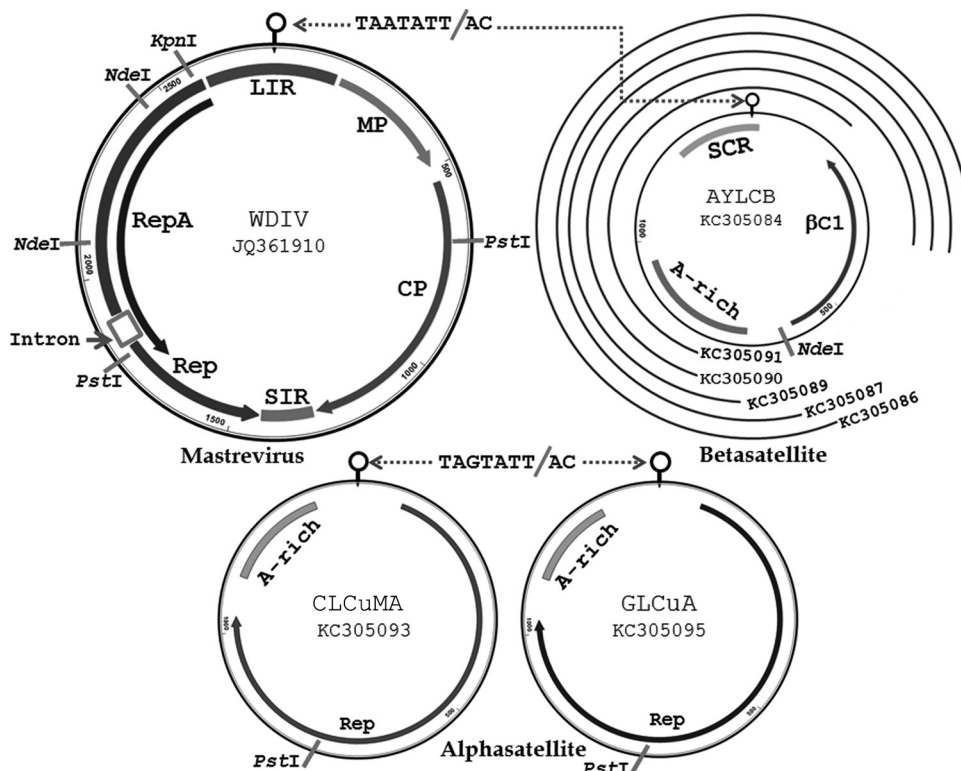 TAATATT/AC
KpnI
NdeI
2500
LIR
MP
500
SCR
RepA
WDIV
JQ361910
AYLCB
KC305084
βC1
1000
NdeI
2000
PstI
CP
A-rich
500
Intron
PstI
Rep
NdeI
KC305091
KC305090
KC305089
KC305087
KC305086
1000
SIR
1500
Mastrevirus
Betasatellite
TAGTATT/AC
A-rich
A-rich
CLCuMA
KC305093
GLCuA
KC305095
1000
1000
Rep
500
Rep
500
Alphasatellite
PstI
PstI